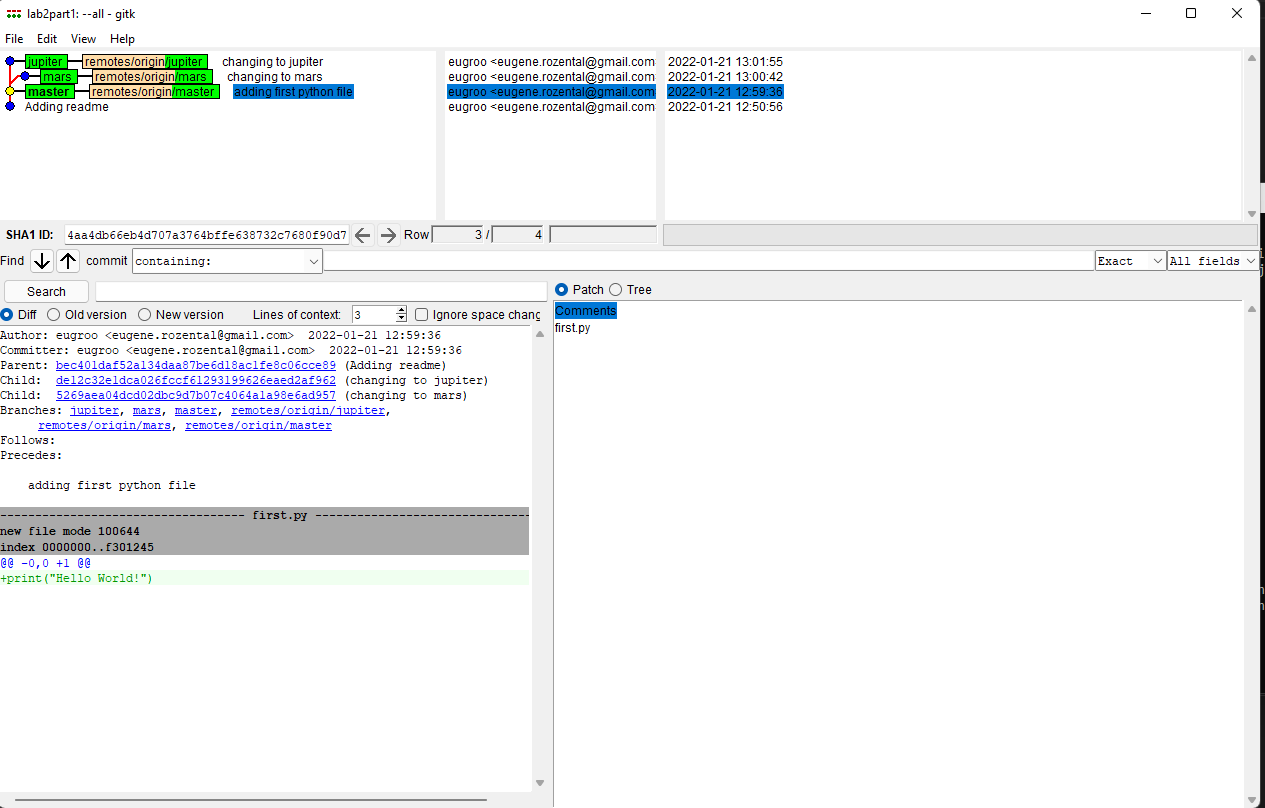 lab2part1: --all - gitk
File Edit View Help
jupiter remotes/origin/jupiter changing to jupiter eugroo <eugene.rozental@gmail.com 2022-01-21 13:01:55
mars remotes/origin/mars changing to mars eugroo <eugene.rozental@gmail.com 2022-01-21 13:00:42
master remotes/origin/master adding first python file eugroo <eugene.rozental@gmail.com 2022-01-21 12:59:36
Adding readme eugroo <eugene.rozental@gmail.com 2022-01-21 12:50:56
SHA1 ID: 4aa4db66eb4d707a3764bffe638732c7680f90d7 Row 3 / 4
Find commit containing: Exact All fields
Search
Patch Tree
Diff Old version New version Lines of context: 3 Ignore space chang
Comments
first.py
Author: eugroo <eugene.rozental@gmail.com> 2022-01-21 12:59:36
Committer: eugroo <eugene.rozental@gmail.com> 2022-01-21 12:59:36
Parent: bec401daf52a134daa87be6d18ac1fe8c06cce89 (Adding readme)
Child: de12c32e1dca026fccf61293199626eaed2af962 (changing to jupiter)
Child: 5269aea04dcd02dbc9d7b07c4064a1a98e6ad957 (changing to mars)
Branches: jupiter, mars, master, remotes/origin/jupiter,
remotes/origin/mars, remotes/origin/master
Follows:
Precedes:
adding first python file
---------------------------------- first.py ------------------------------
new file mode 100644
index 0000000..f301245
@@ -0,0 +1 @@
+print("Hello World!")